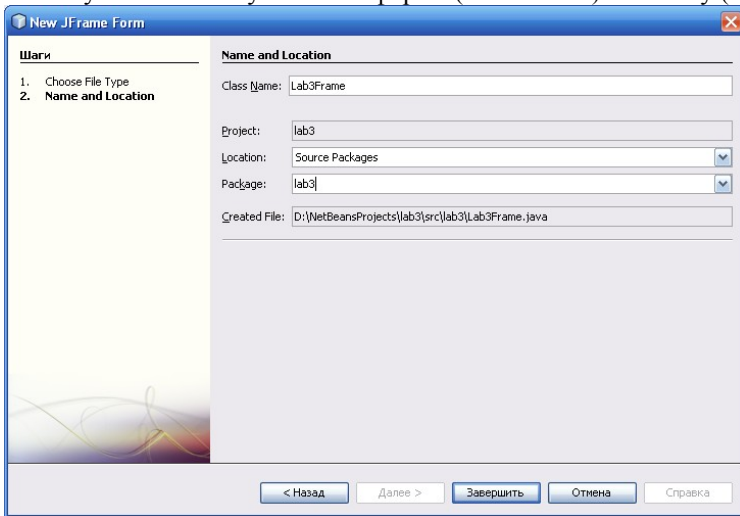 New JFrame Form
Шаги
1. Choose File Type
2. Name and Location
Name and Location
Class Name: Lab3Frame
Project: lab3
Location: Source Packages
Package: lab3
Created File: D:\NetBeansProjects\lab3\src\lab3\Lab3Frame.java
< Назад Далее > Завершить Отмена Справка